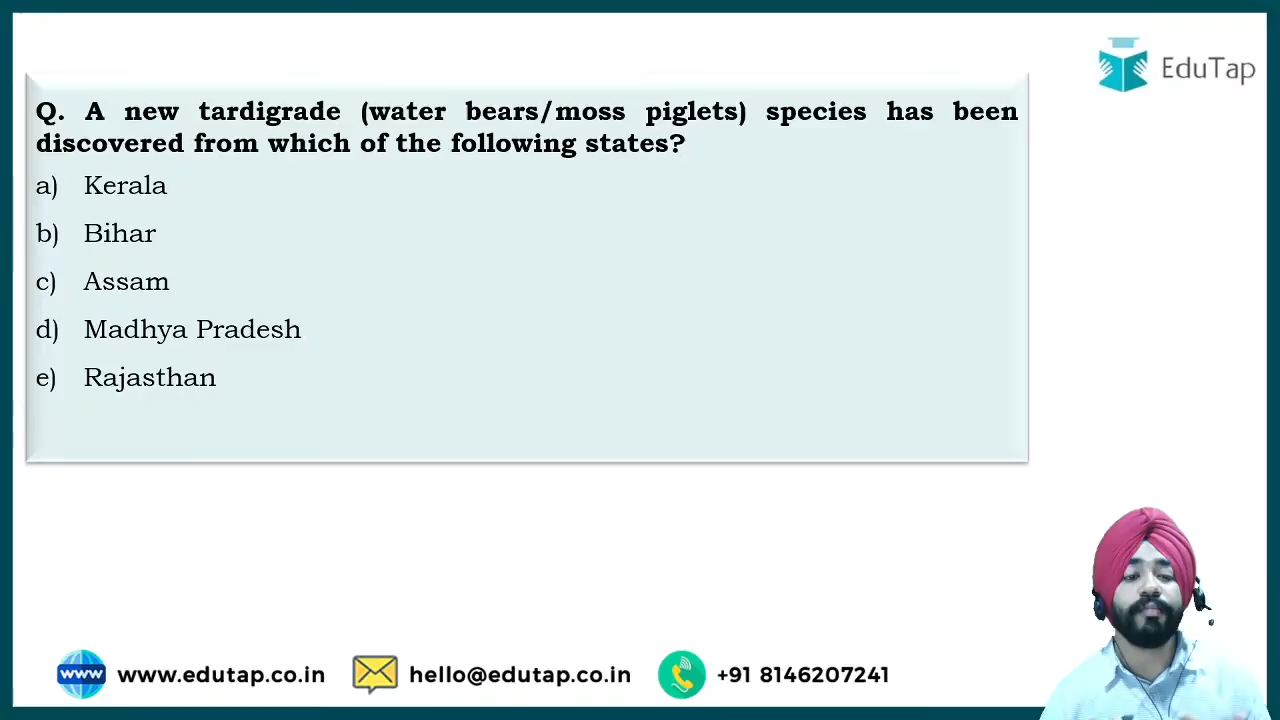 EduTap
Q. A new tardigrade (water bears/moss piglets) species has been
discovered from which of the following states?
a) Kerala
b) Bihar
c) Assam
d) Madhya Pradesh
e) Rajasthan
www www.edutap.co.in hello@edutap.co.in +91 8146207241